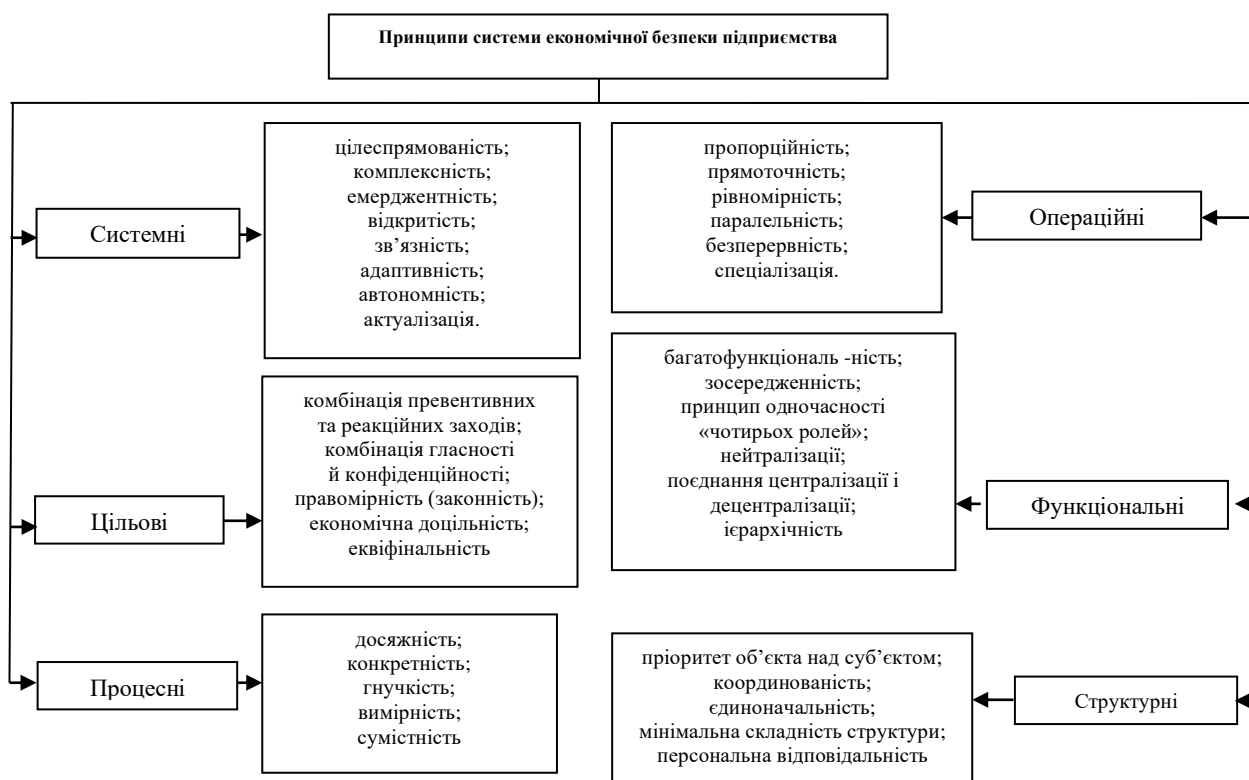 Принципи системи економічної безпеки підприємства
Системні
цілеспрямованість;
комплексність;
емерджентність;
відкритість;
зв’язність;
адаптивність;
автономність;
актуалізація.
пропорційність;
прямоточність;
рівномірність;
паралельність;
безперервність;
спеціалізація.
Операційні
Цільові
комбінація превентивних
та реакційних заходів;
комбінація гласності
й конфіденційності;
правомірність (законність);
економічна доцільність;
еквіфінальність
багатофункціональ -ність;
зосередженність;
принцип одночасності
«чотирьох ролей»;
нейтралізації;
поєднання централізації і
децентралізації;
ієрархічність
Функціональні
Процесні
досяжність;
конкретність;
гнучкість;
вимірність;
сумістність
пріоритет об’єкта над суб’єктом;
координованість;
єдиноначальність;
мінімальна складність структури;
персональна відповідальність
Структурні